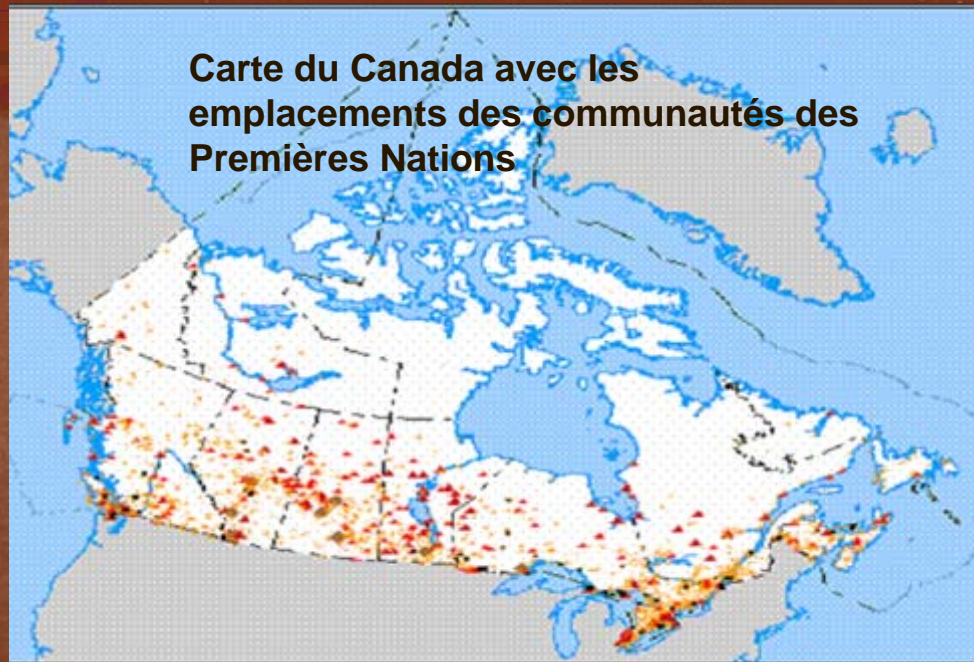 Carte du Canada avec les
emplacements des communautés des
Premières Nations